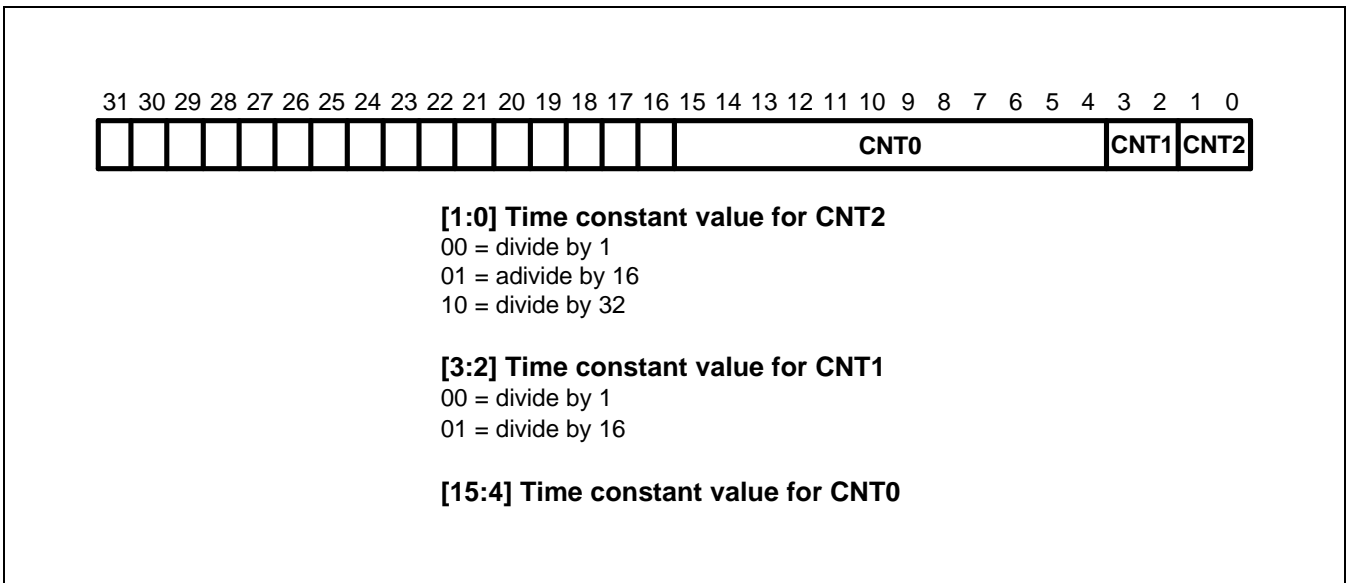 31 30 29 28 27 26 25 24 23 22 21 20 19 18 17 16 15 14 13 12 11 10 9 8 7 6 5 4 3 2 1 0
CNT0 CNT1 CNT2
[1:0] Time constant value for CNT2
00 = divide by 1
01 = adivide by 16
10 = divide by 32
[3:2] Time constant value for CNT1
00 = divide by 1
01 = divide by 16
[15:4] Time constant value for CNT0